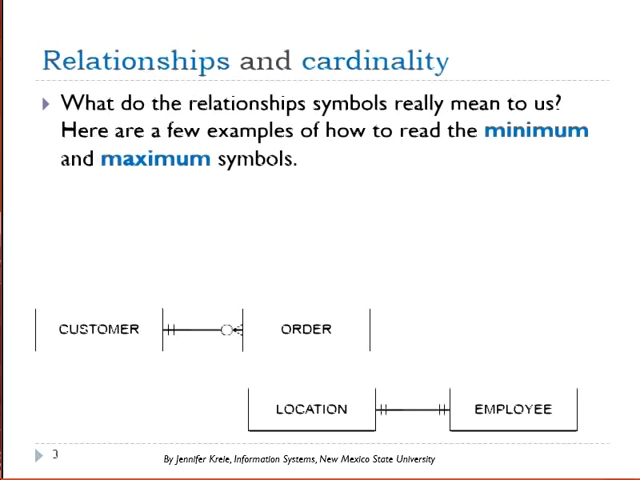 Relationships and cardinality
What do the relationships symbols really mean to us?
Here are a few examples of how to read the minimum
and maximum symbols.
CUSTOMER
ORDER
LOCATION
EMPLOYEE
By Jennifer Kreie, Information Systems, New Mexico State University